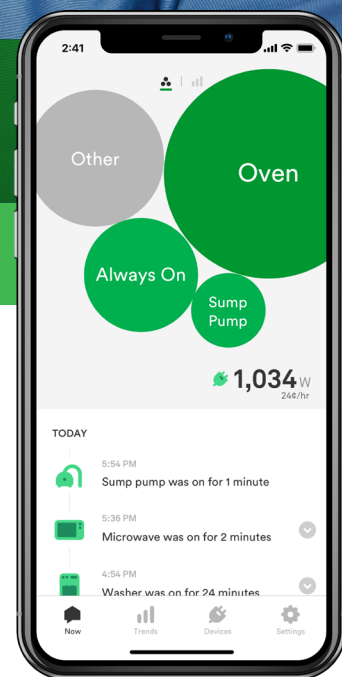 2:41
Other
Oven
Always On
Sump
Pump
1,034 W
24¢/hr
TODAY
5:54 PM
Sump pump was on for 1 minute
5:36 PM
Microwave was on for 2 minutes
4:54 PM
Washer was on for 24 minutes
Now
Trends
Devices
Settings